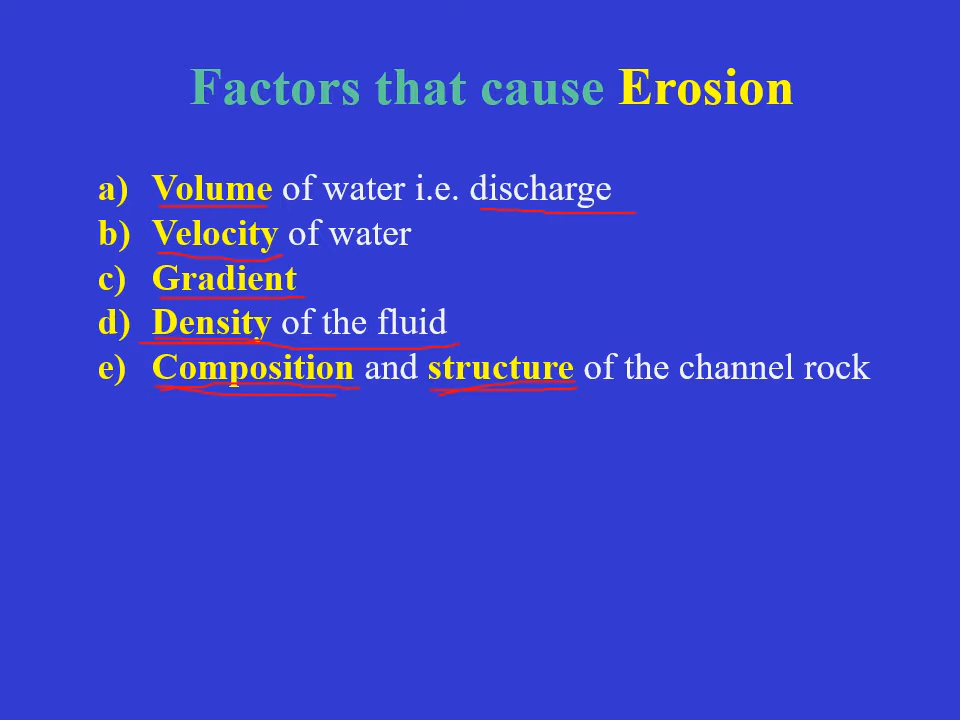 Factors that cause Erosion
a) Volume of water i.e. discharge
b) Velocity of water
c) Gradient
d) Density of the fluid
e) Composition and structure of the channel rock